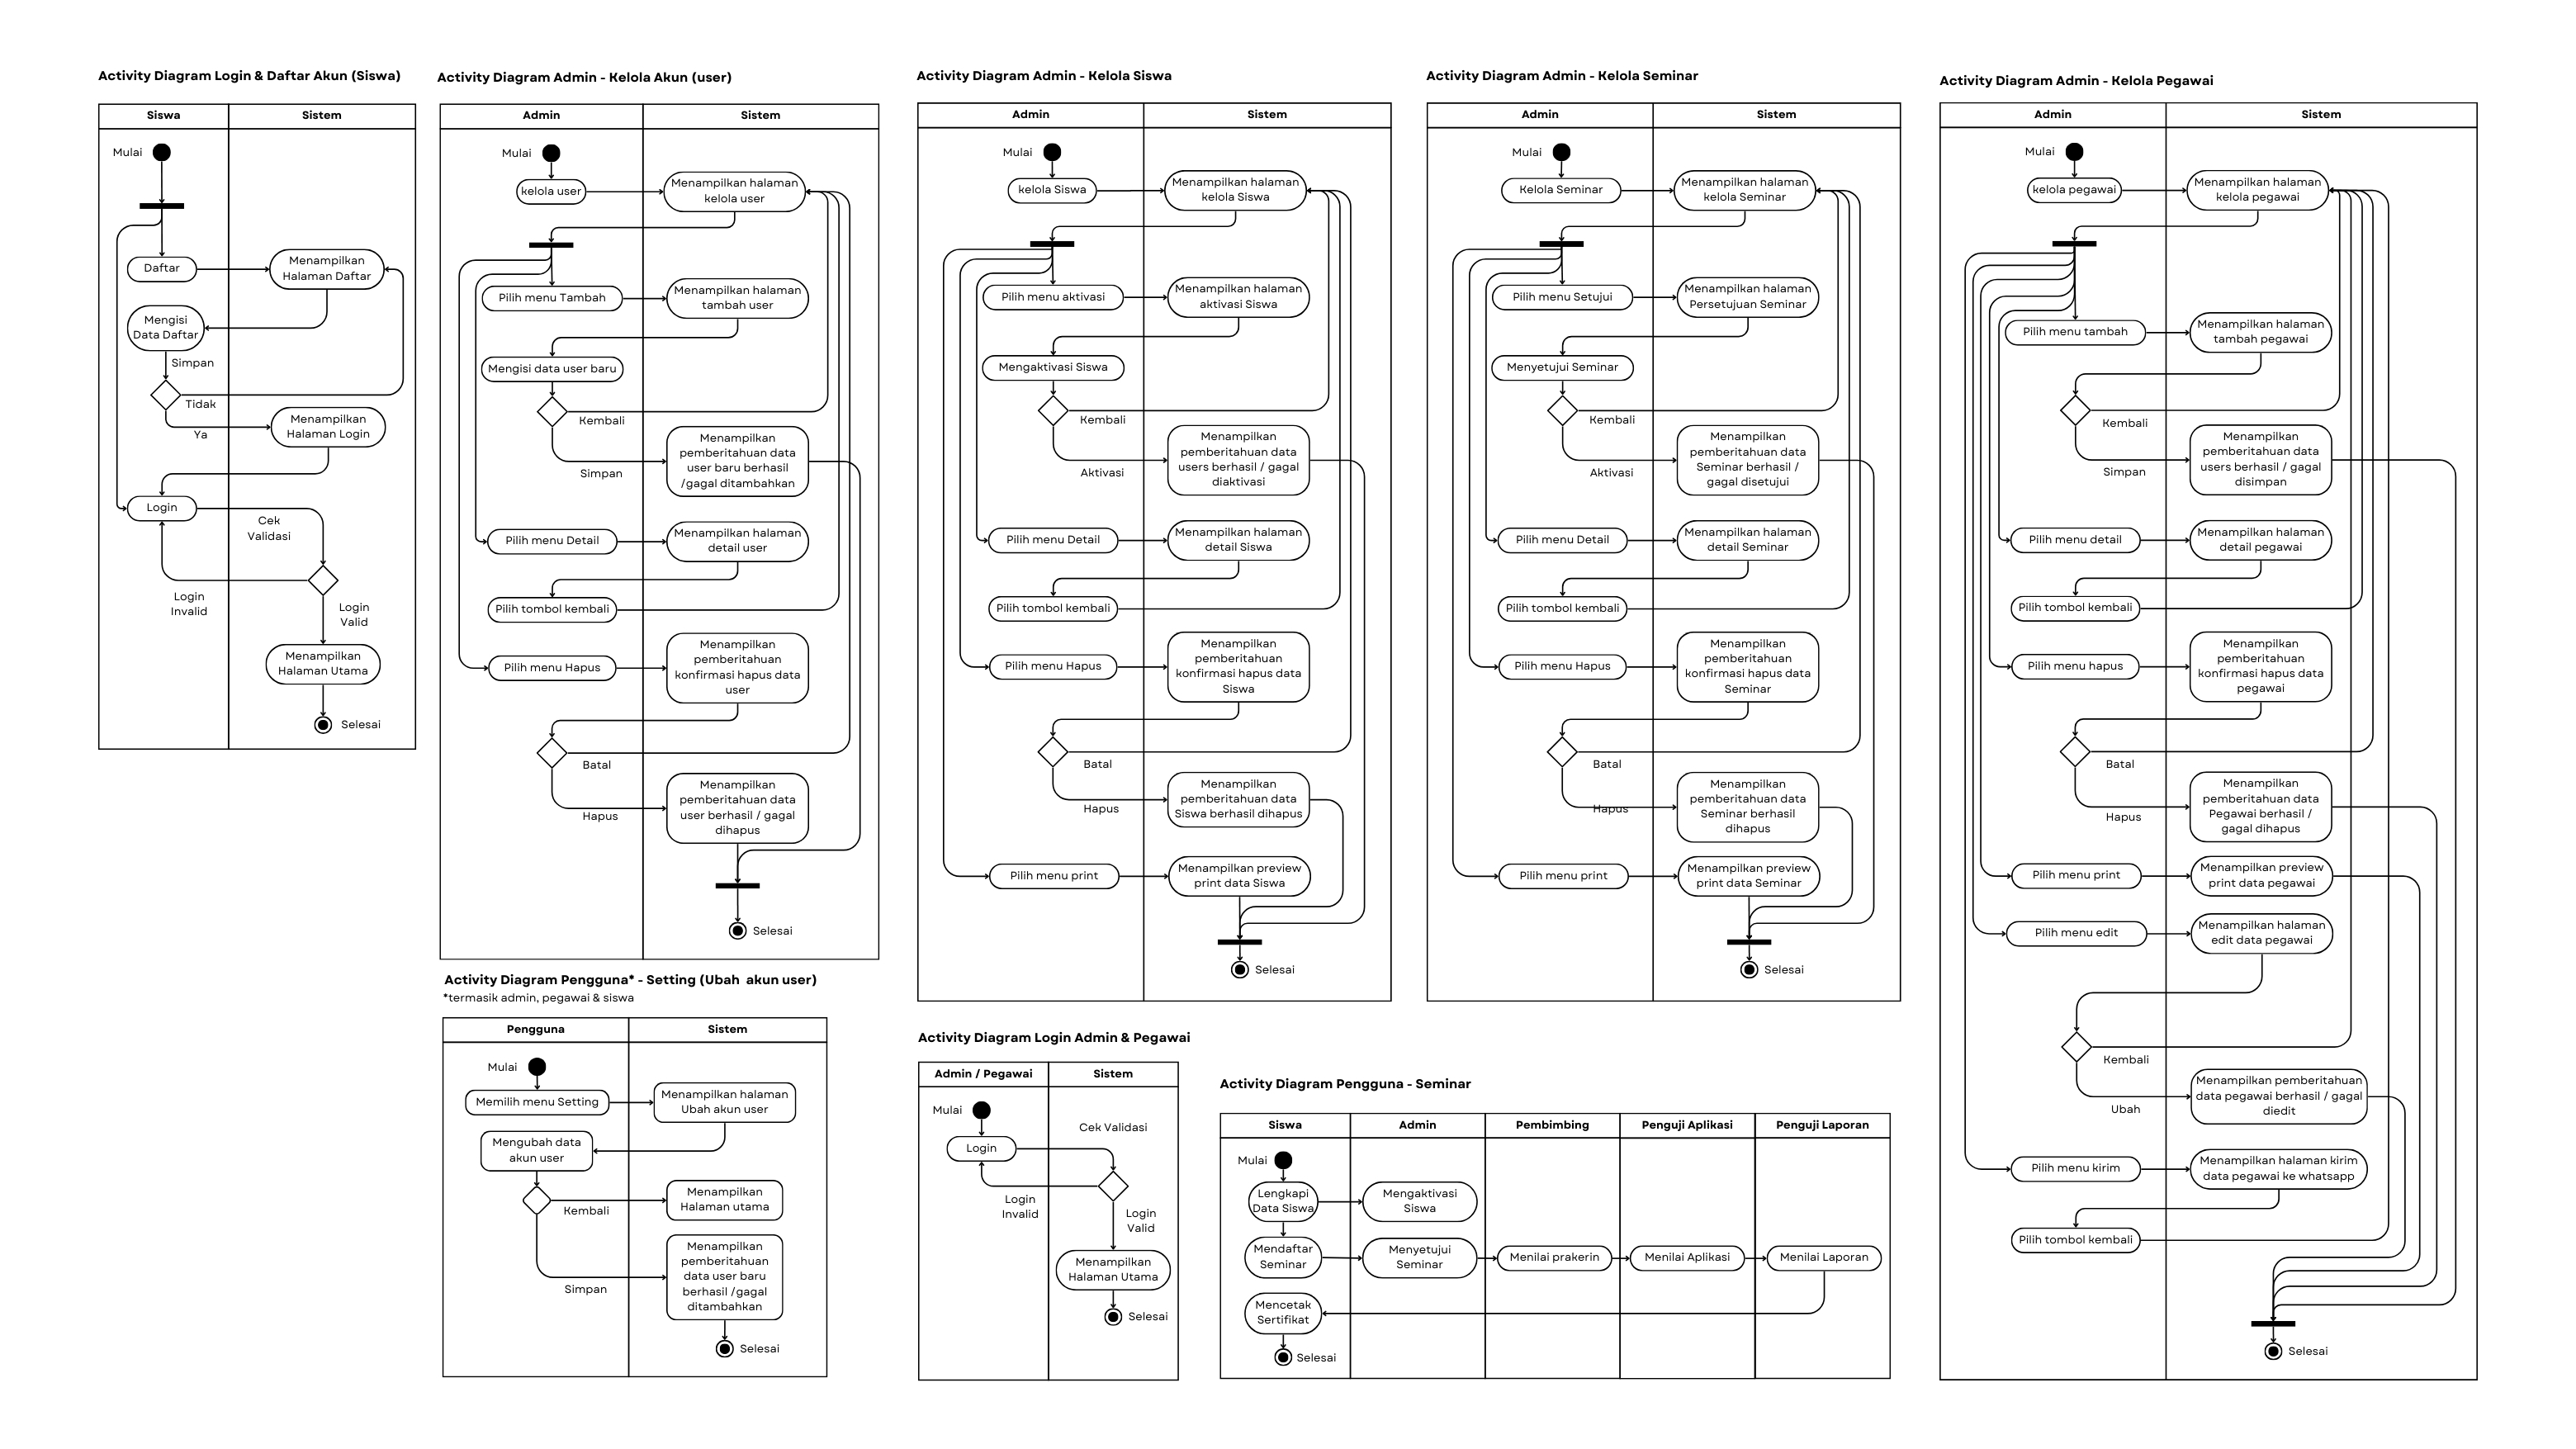 Activity Diagram Login & Daftar Akun (Siswa)
Siswa
Sistem
Mulai
Daftar
Menampilkan
Halaman Daftar
Mengisi
Data Daftar
Simpan
Tidak
Ya
Menampilkan
Halaman Login
Login
Cek
Validasi
Login
Invalid
Login
Valid
Menampilkan
Halaman Utama
Selesai
Activity Diagram Admin - Kelola Akun (user)
Admin
Sistem
Mulai
kelola user
Menampilkan halaman
kelola user
Pilih menu Tambah
Menampilkan halaman
tambah user
Mengisi data user baru
Kembali
Simpan
Menampilkan
pemberitahuan data
user baru berhasil
/gagal ditambahkan
Pilih menu Detail
Menampilkan halaman
detail user
Pilih tombol kembali
Pilih menu Hapus
Menampilkan
pemberitahuan
konfirmasi hapus data
user
Batal
Hapus
Menampilkan
pemberitahuan data
user berhasil / gagal
dihapus
Selesai
Activity Diagram Pengguna* - Setting (Ubah akun user)
*termasik admin, pegawai & siswa
Pengguna
Sistem
Mulai
Memilih menu Setting
Menampilkan halaman
Ubah akun user
Mengubah data
akun user
Kembali
Menampilkan
Halaman utama
Simpan
Menampilkan
pemberitahuan
data user baru
berhasil /gagal
ditambahkan
Selesai
Activity Diagram Admin - Kelola Siswa
Admin
Sistem
Mulai
kelola Siswa
Menampilkan halaman
kelola Siswa
Pilih menu aktivasi
Menampilkan halaman
aktivasi Siswa
Mengaktivasi Siswa
Kembali
Aktivasi
Menampilkan
pemberitahuan data
users berhasil / gagal
diaktivasi
Pilih menu Detail
Menampilkan halaman
detail Siswa
Pilih tombol kembali
Pilih menu Hapus
Menampilkan
pemberitahuan
konfirmasi hapus data
Siswa
Batal
Hapus
Menampilkan
pemberitahuan data
Siswa berhasil dihapus
Pilih menu print
Menampilkan preview
print data Siswa
Selesai
Activity Diagram Login Admin & Pegawai
Admin / Pegawai
Sistem
Mulai
Login
Cek Validasi
Login
Invalid
Login
Valid
Menampilkan
Halaman Utama
Selesai
Activity Diagram Admin - Kelola Seminar
Admin
Sistem
Mulai
Kelola Seminar
Menampilkan halaman
kelola Seminar
Pilih menu Setujui
Menampilkan halaman
Persetujuan Seminar
Menyetujui Seminar
Kembali
Aktivasi
Menampilkan
pemberitahuan data
Seminar berhasil /
gagal disetujui
Pilih menu Detail
Menampilkan halaman
detail Seminar
Pilih tombol kembali
Pilih menu Hapus
Menampilkan
pemberitahuan
konfirmasi hapus data
Seminar
Batal
Hapus
Menampilkan
pemberitahuan data
Seminar berhasil
dihapus
Pilih menu print
Menampilkan preview
print data Seminar
Selesai
Activity Diagram Pengguna - Seminar
Siswa
Admin
Pembimbing
Penguji Aplikasi
Penguji Laporan
Mulai
Lengkapi
Data Siswa
Mengaktivasi
Siswa
Mendaftar
Seminar
Menyetujui
Seminar
Menilai prakerin
Menilai Aplikasi
Menilai Laporan
Mencetak
Sertifikat
Selesai
Activity Diagram Admin - Kelola Pegawai
Admin
Sistem
Mulai
kelola pegawai
Menampilkan halaman
kelola pegawai
Pilih menu tambah
Menampilkan halaman
tambah pegawai
Kembali
Simpan
Menampilkan
pemberitahuan data
users berhasil / gagal
disimpan
Pilih menu detail
Menampilkan halaman
detail pegawai
Pilih tombol kembali
Pilih menu hapus
Menampilkan
pemberitahuan
konfirmasi hapus data
pegawai
Batal
Hapus
Menampilkan
pemberitahuan data
Pegawai berhasil /
gagal dihapus
Pilih menu print
Menampilkan preview
print data pegawai
Pilih menu edit
Menampilkan halaman
edit data pegawai
Kembali
Ubah
Menampilkan pemberitahuan
data pegawai berhasil / gagal
diedit
Pilih menu kirim
Menampilkan halaman kirim
data pegawai ke whatsapp
Pilih tombol kembali
Selesai